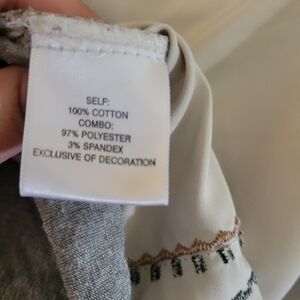 SELF:
100% COTTON
COMBO:
97% POLYESTER
3% SPANDEX
EXCLUSIVE OF DECORATION